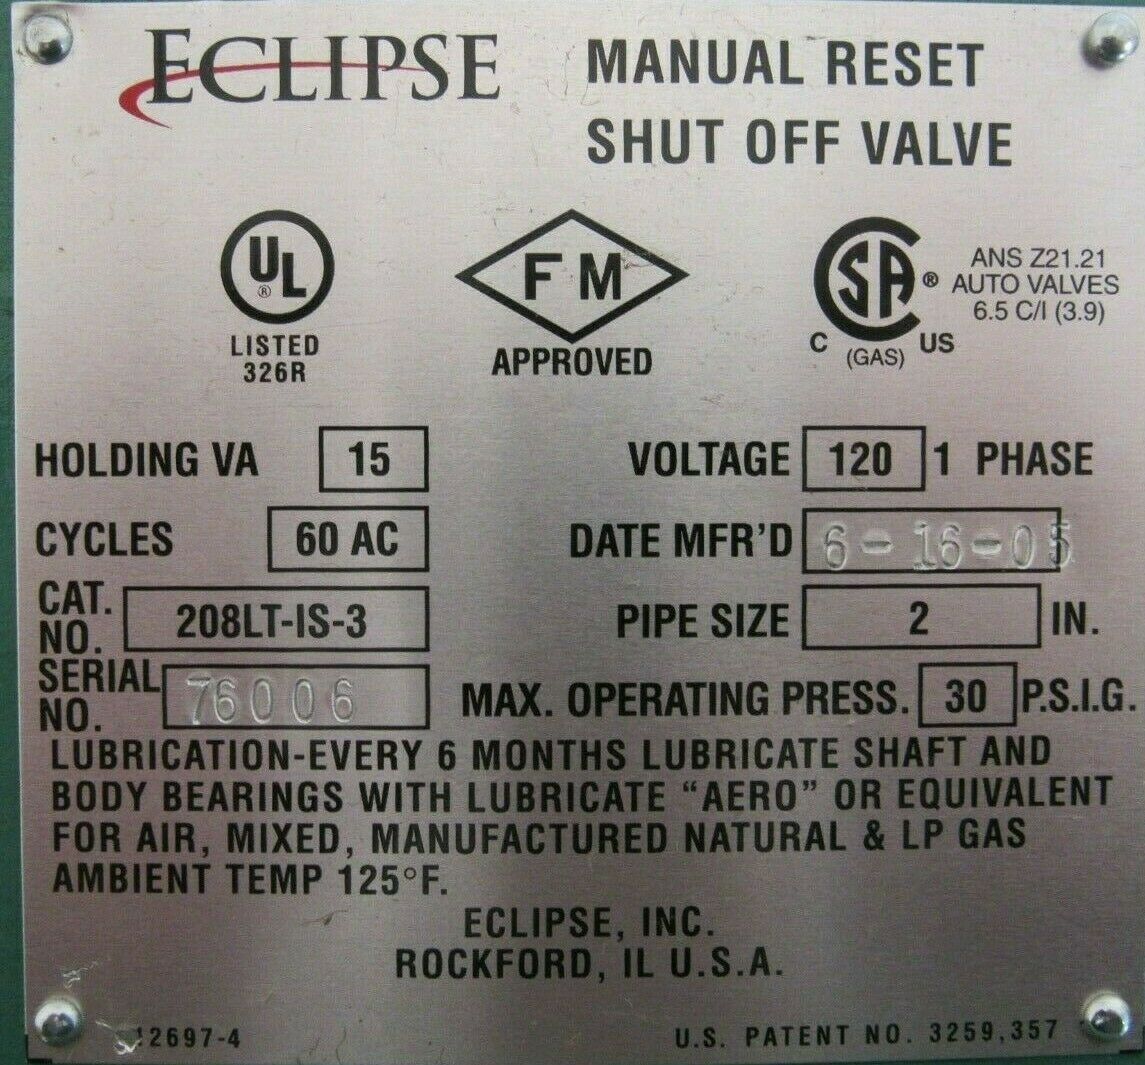 ECLIPSE
MANUAL RESET
SHUT OFF VALVE
UL
®
LISTED
326R
F M
APPROVED
CSA ®
C (GAS) US
ANS Z21.21
AUTO VALVES
6.5 C/I (3.9)
HOLDING VA 15 VOLTAGE 120 1 PHASE
CYCLES 60 AC DATE MFR'D 6-16-05
CAT. NO. 208LT-IS-3 PIPE SIZE 2 IN.
SERIAL NO. 76006 MAX. OPERATING PRESS. 30 P.S.I.G.
LUBRICATION-EVERY 6 MONTHS LUBRICATE SHAFT AND
BODY BEARINGS WITH LUBRICATE “AERO” OR EQUIVALENT
FOR AIR, MIXED, MANUFACTURED NATURAL & LP GAS
AMBIENT TEMP 125°F.
ECLIPSE, INC.
ROCKFORD, IL U.S.A.
U.S. PATENT NO. 3259,357